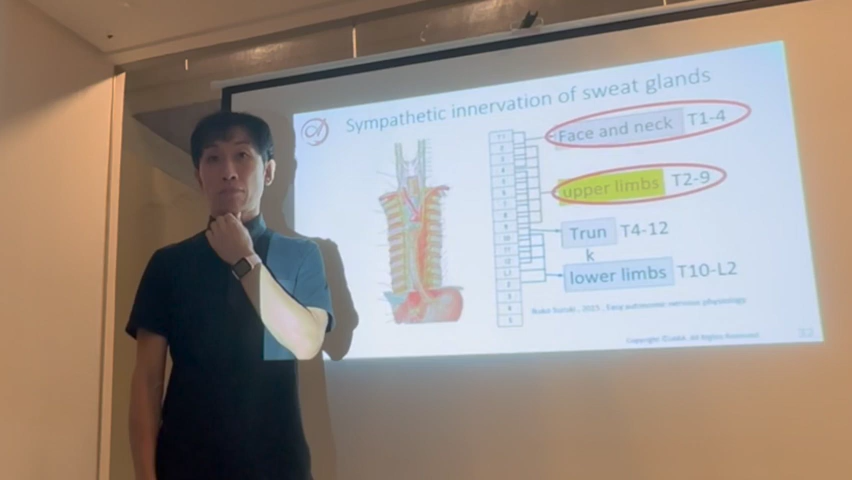 Sympathetic innervation of sweat glands
Face and neck T1-4
upper limbs T2-9
Trun
k
T4-12
lower limbs T10-L2
Copyright ©JAMA. All Rights Reserved.
32